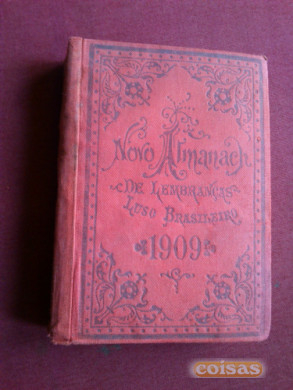 Novo Almanach
De Lembranças
Luso Brasileiro
1909
coisas